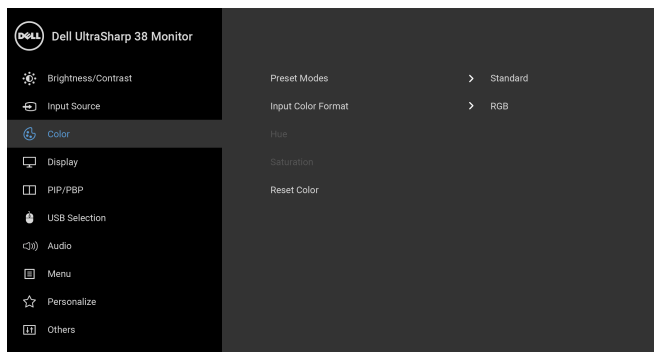 DELL Dell UltraSharp 38 Monitor
Brightness/Contrast
Input Source
Color
Display
PIP/PBP
USB Selection
Audio
Menu
Personalize
Others
Preset Modes > Standard
Input Color Format > RGB
Hue
Saturation
Reset Color